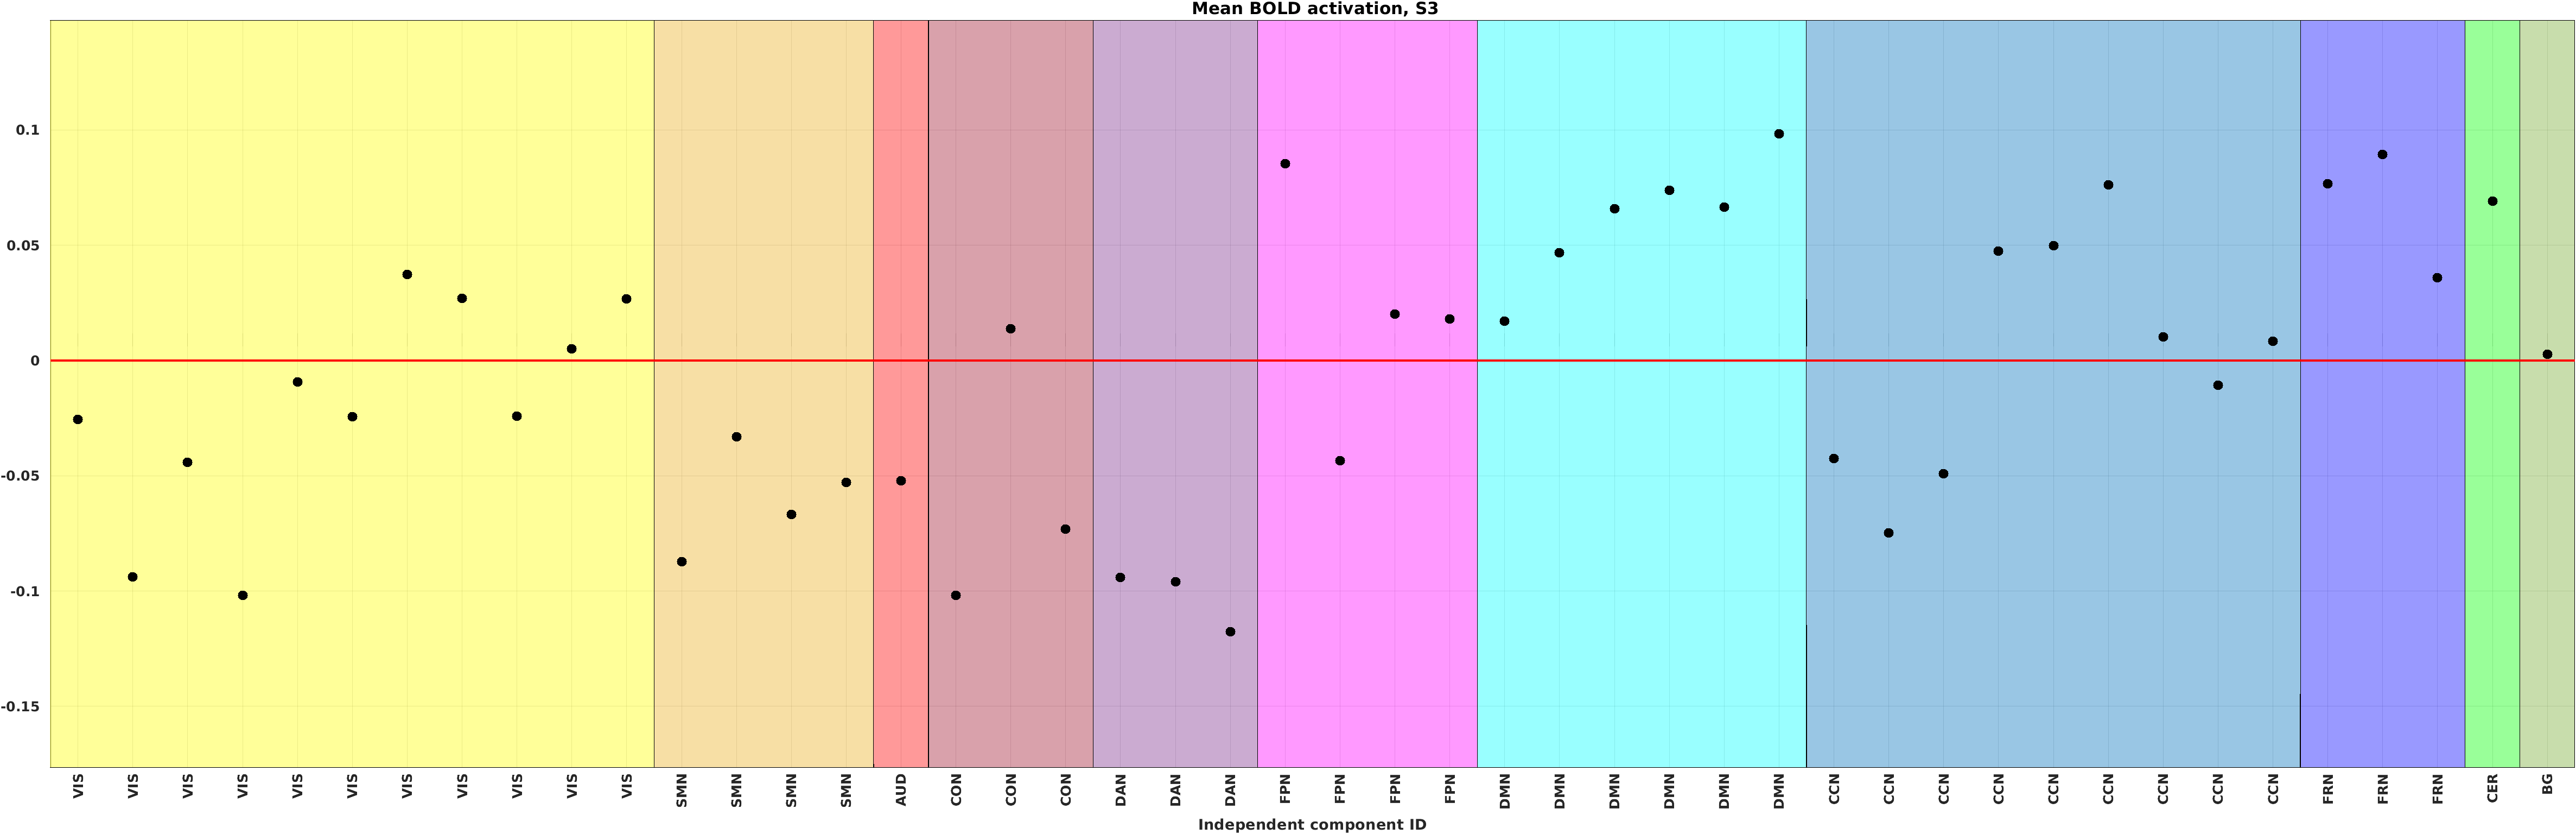 Mean BOLD activation, S3
0.1
0.05
0
-0.05
-0.1
-0.15
VIS VIS VIS VIS VIS VIS VIS VIS VIS VIS VIS SMN SMN SMN SMN AUD CON CON CON DAN DAN DAN FPN FPN FPN FPN DMN DMN DMN DMN DMN DMN CCN CCN CCN CCN CCN CCN CCN CCN CCN FRN FRN FRN CER BG
Independent component ID